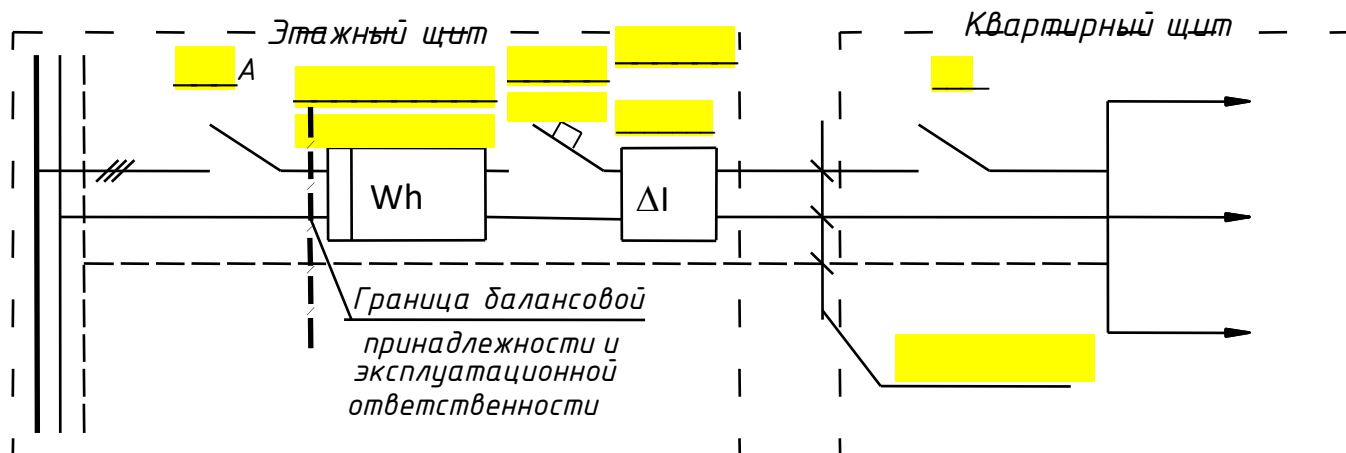 Этажный щит
Квартирный щит
А
Wh
ΔI
Граница балансовой
принадлежности и
эксплуатационной
ответственности